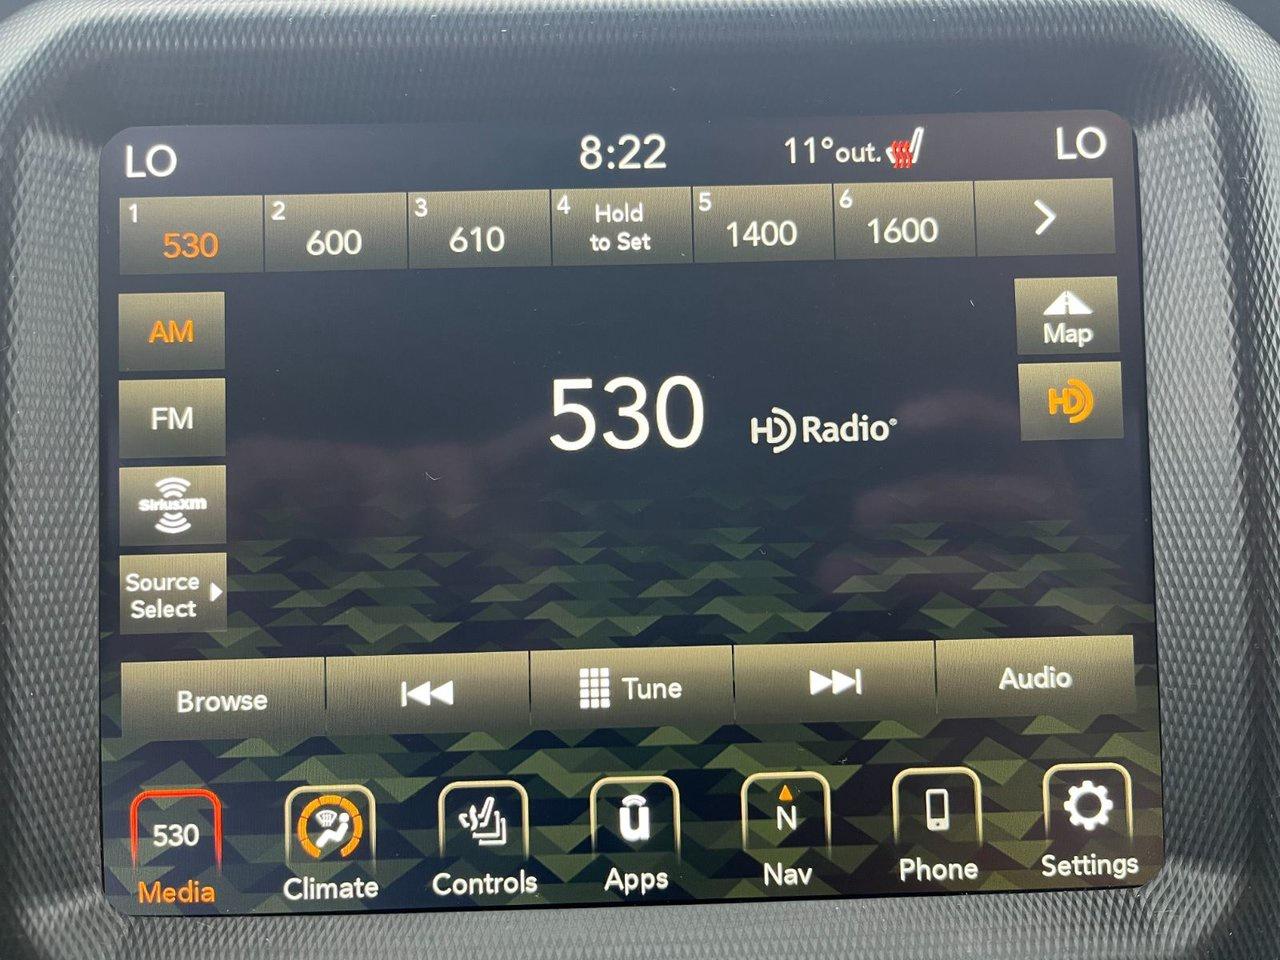 LO 8:22 11°out. LO
1 530 2 600 3 610 4 Hold to Set 5 1400 6 1600
AM
Map
FM
530 HD Radio®
HD
SiriusXM
Source
Select
Browse Tune Audio
530 N
Media Climate Controls Apps Nav Phone Settings